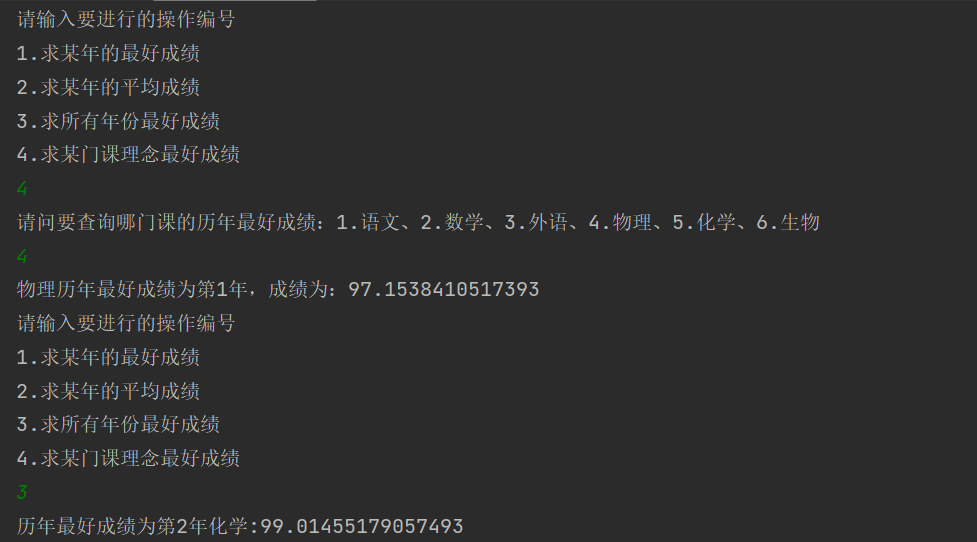 请输入要进行的操作编号
1.求某年的最好成绩
2.求某年的平均成绩
3.求所有年份最好成绩
4.求某门课理念最好成绩
4
请问要查询哪门课的历年最好成绩：1.语文、2.数学、3.外语、4.物理、5.化学、6.生物
4
物理历年最好成绩为第1年，成绩为：97.1538410517393
请输入要进行的操作编号
1.求某年的最好成绩
2.求某年的平均成绩
3.求所有年份最好成绩
4.求某门课理念最好成绩
3
历年最好成绩为第2年化学:99.01455179057493